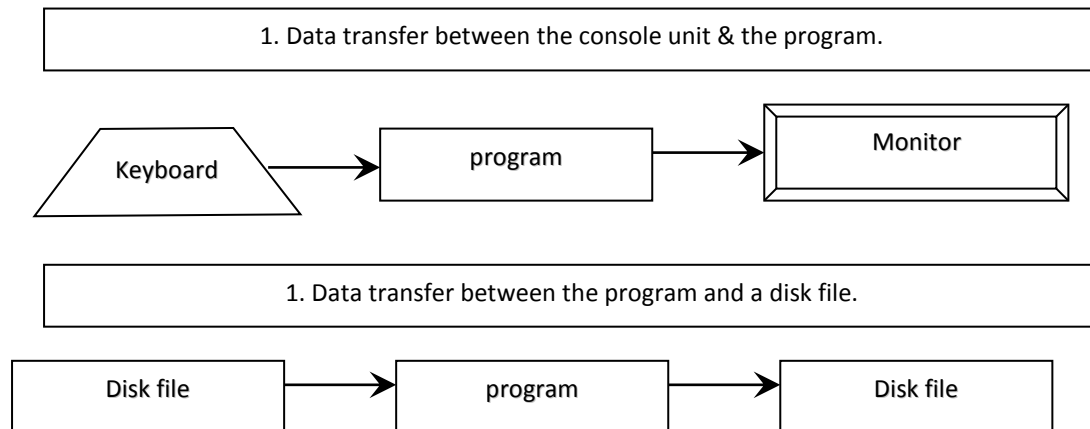 1. Data transfer between the console unit & the program.
Keyboard program Monitor
1. Data transfer between the program and a disk file.
Disk file program Disk file